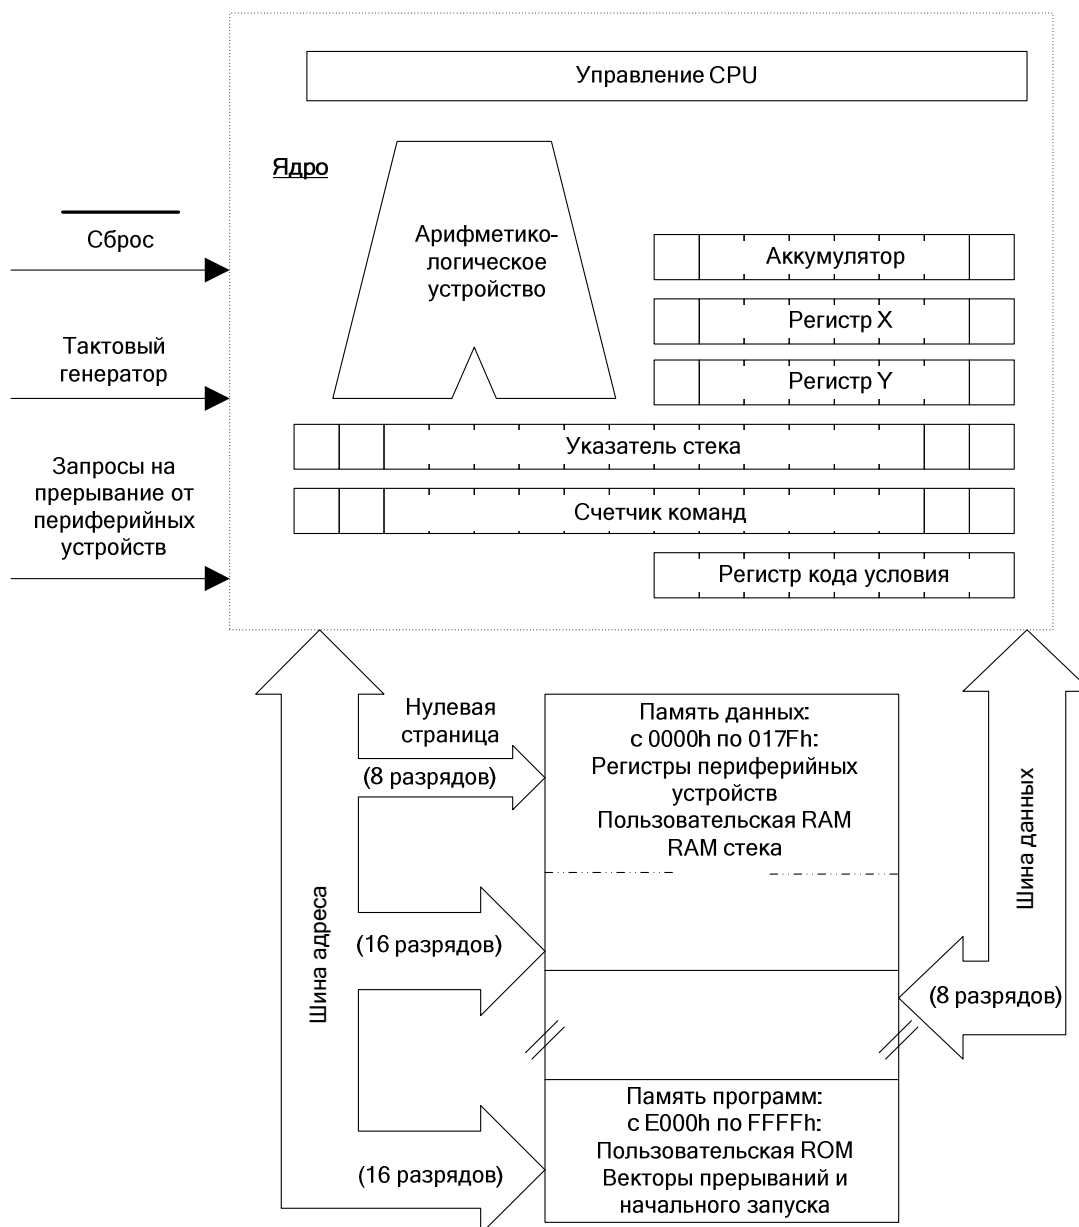 Управление CPU
Ядро
Сброс
Арифметико-
логическое
устройство
Аккумулятор
Регистр X
Тактовый
генератор
Регистр Y
Указатель стека
Запросы на
прерывание от
периферийных
устройств
Счетчик команд
Регистр кода условия
Нулевая
страница
(8 разрядов)
Память данных:
с 0000h по 017Fh:
Регистры периферийных
устройств
Пользовательская RAM
RAM стека
Шина данных
Шина адреса
(16 разрядов)
(8 разрядов)
Память программ:
с E000h по FFFFh:
Пользовательская ROM
Векторы прерываний и
начального запуска
(16 разрядов)